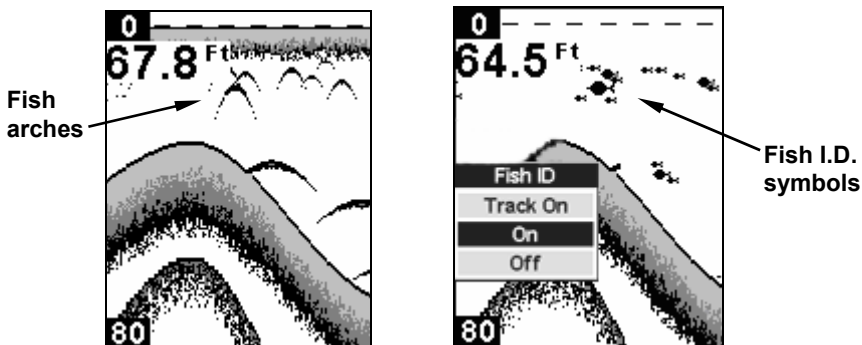 0
67.8 Ft
Fish
arches
80
0
64.5 Ft
Fish ID
Track On
On
Off
80
Fish I.D.
symbols